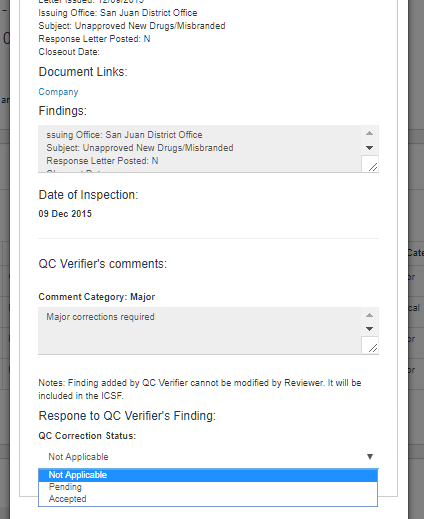 Letter Issued: 12/09/2015
Issuing Office: San Juan District Office
Subject: Unapproved New Drugs/Misbranded
Response Letter Posted: N
Closeout Date:
Document Links:
Company
Findings:
ssuing Office: San Juan District Office
Subject: Unapproved New Drugs/Misbranded
Response Letter Posted: N
Date of Inspection:
09 Dec 2015
QC Verifier's comments:
Comment Category: Major
Major corrections required
Notes: Finding added by QC Verifier cannot be modified by Reviewer. It will be
included in the ICSF.
Respone to QC Verifier's Finding:
QC Correction Status:
Not Applicable
Not Applicable
Pending
Accepted